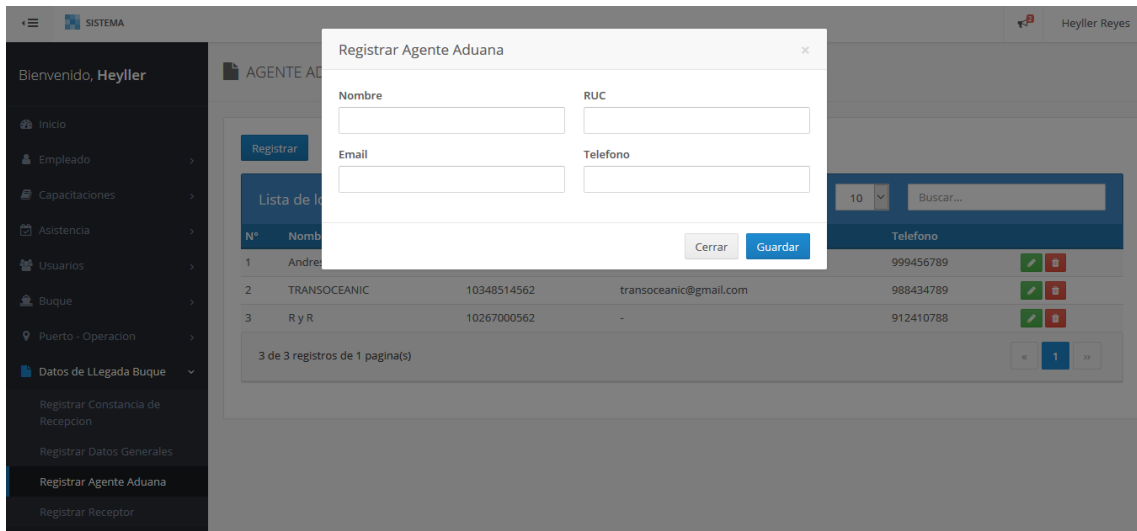 SISTEMA
2
Heyller Reyes
Bienvenido, Heyller
Inicio
Empleado
Capacitaciones
Asistencia
Usuarios
Buque
Puerto - Operacion
Datos de LLegada Buque
Registrar Constancia de
Recepcion
Registrar Datos Generales
Registrar Agente Aduana
Registrar Receptor
AGENTE AD
Registrar Agente Aduana
×
Nombre RUC
Email Telefono
Cerrar Guardar
Registrar
Lista de lo 10 Buscar...
N° Nomb Telefono
1 Andres 999456789
2 TRANSOCEANIC 10348514562 transoceanic@gmail.com 988434789
3 R y R 10267000562 - 912410788
3 de 3 registros de 1 pagina(s) « 1 »